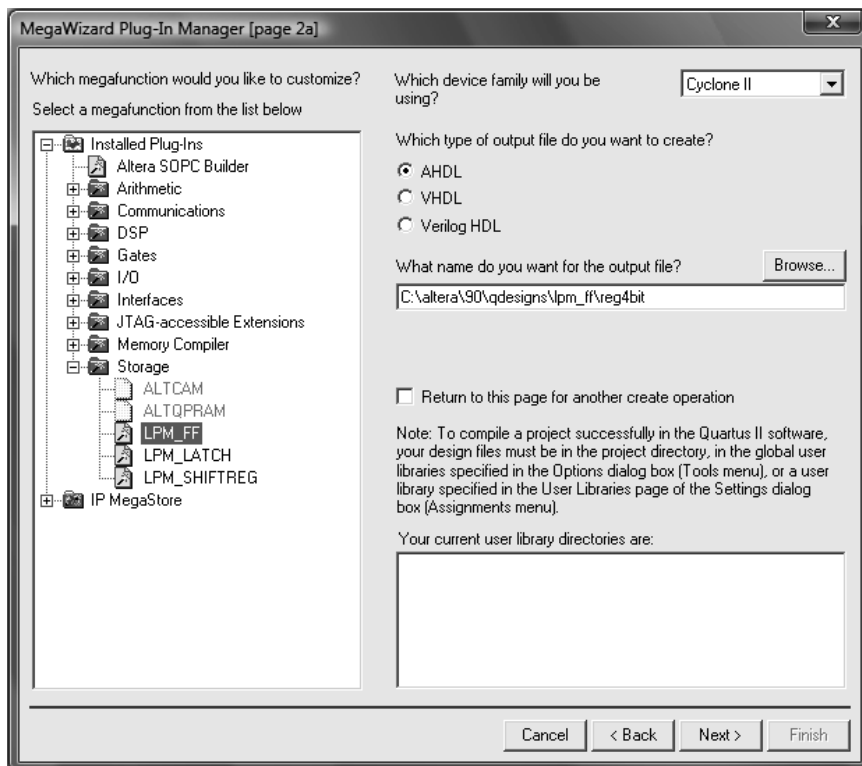 MegaWizard Plug-In Manager [page 2a]
Which megafunction would you like to customize?
Select a megafunction from the list below
Installed Plug-Ins
Altera SOPC Builder
Arithmetic
Communications
DSP
Gates
I/O
Interfaces
JTAG-accessible Extensions
Memory Compiler
Storage
ALTCAM
ALTQPRAM
LPM_FF
LPM_LATCH
LPM_SHIFTREG
IP MegaStore
Which device family will you be
using?
Cyclone II
Which type of output file do you want to create?
AHDL
VHDL
Verilog HDL
What name do you want for the output file?
Browse...
C:\altera\90\qdesigns\lpm_ff\reg4bit
Return to this page for another create operation
Note: To compile a project successfully in the Quartus II software,
your design files must be in the project directory, in the global user
libraries specified in the Options dialog box (Tools menu), or a user
library specified in the User Libraries page of the Settings dialog
box (Assignments menu).
Your current user library directories are:
Cancel
< Back
Next >
Finish